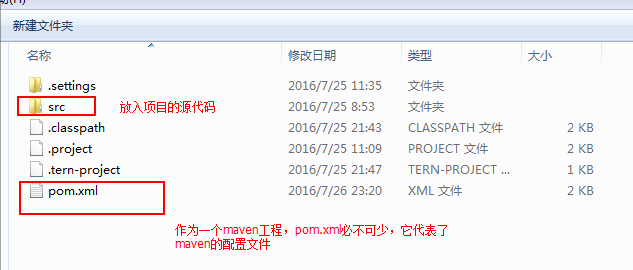 新建文件夹
名称 修改日期 类型 大小
.settings 2016/7/25 11:35 文件夹
src 放入项目的源代码 2016/7/25 8:53 文件夹
.classpath 2016/7/25 21:43 CLASSPATH 文件 2 KB
.project 2016/7/25 11:09 PROJECT 文件 2 KB
.tern-project 2016/7/25 21:47 TERN-PROJECT ... 1 KB
pom.xml 2016/7/26 23:20 XML 文件 2 KB
作为一个maven工程，pom.xml必不可少，它代表了
maven的配置文件